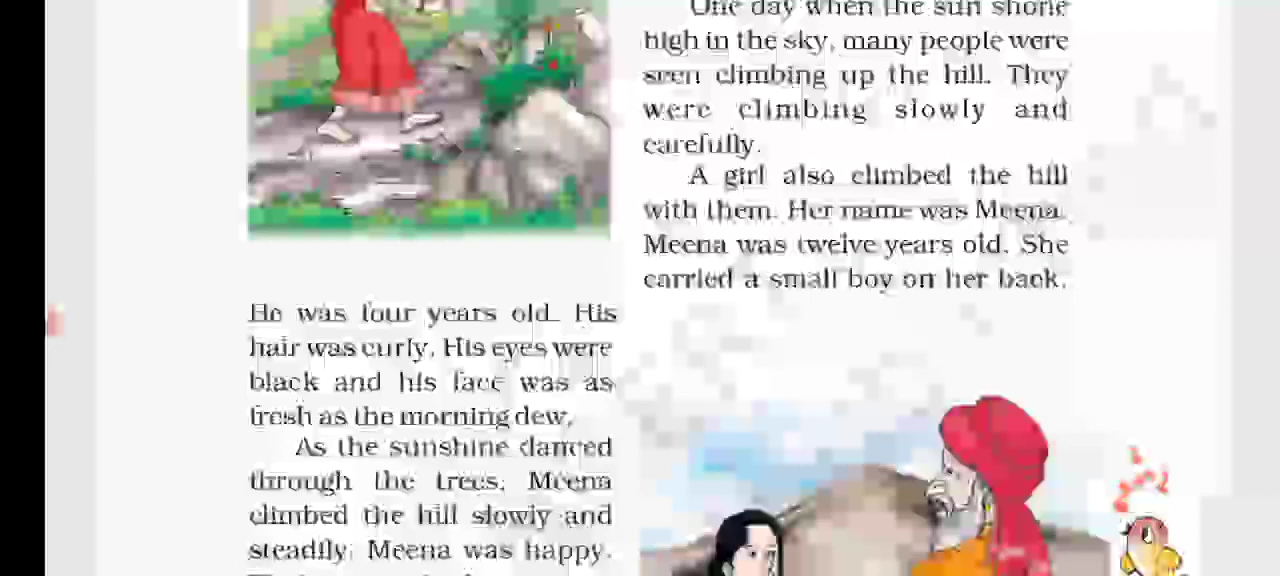 One day when the sun shone
high in the sky, many people were
seen climbing up the hill. They
were climbing slowly and
carefully.
A girl also climbed the hill
with them. Her name was Meena.
Meena was twelve years old. She
carried a small boy on her back.
He was four years old. His
hair was curly. His eyes were
black and his face was as
fresh as the morning dew.
As the sunshine danced
through the trees, Meena
climbed the hill slowly and
steadily. Meena was happy.